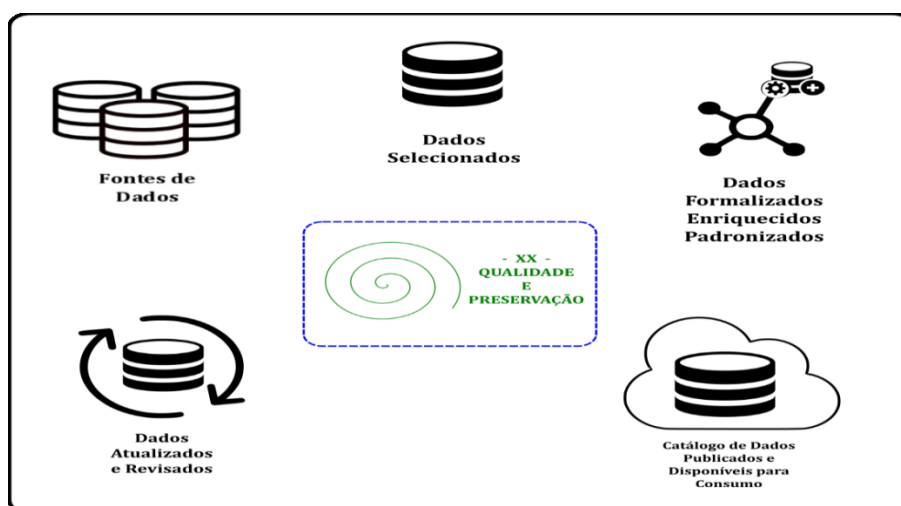 Fontes de
Dados
Dados
Selecionados
Dados
Formalizados
Enriquecidos
Padronizados
- XX -
QUALIDADE
E
PRESERVAÇÃO
Dados
Atualizados
e Revisados
Catálogo de Dados
Publicados e
Disponíveis para
Consumo